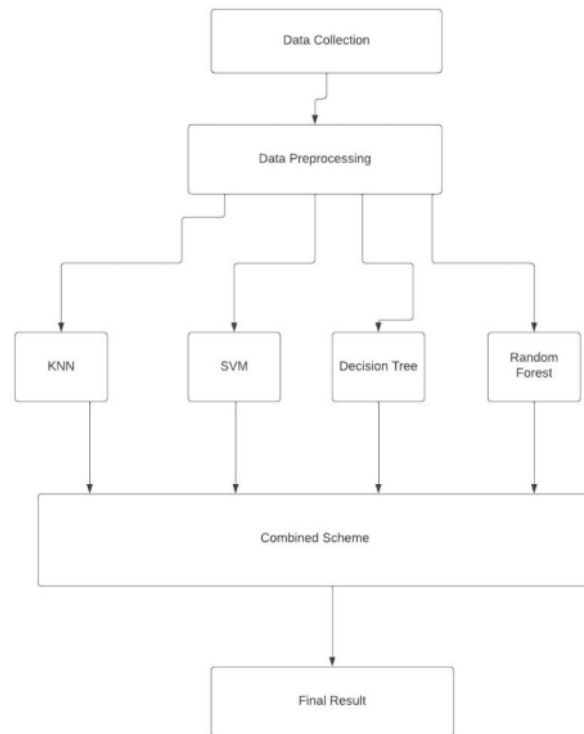 Data Collection
Data Preprocessing
KNN
SVM
Decision Tree
Random
Forest
Combined Scheme
Final Result